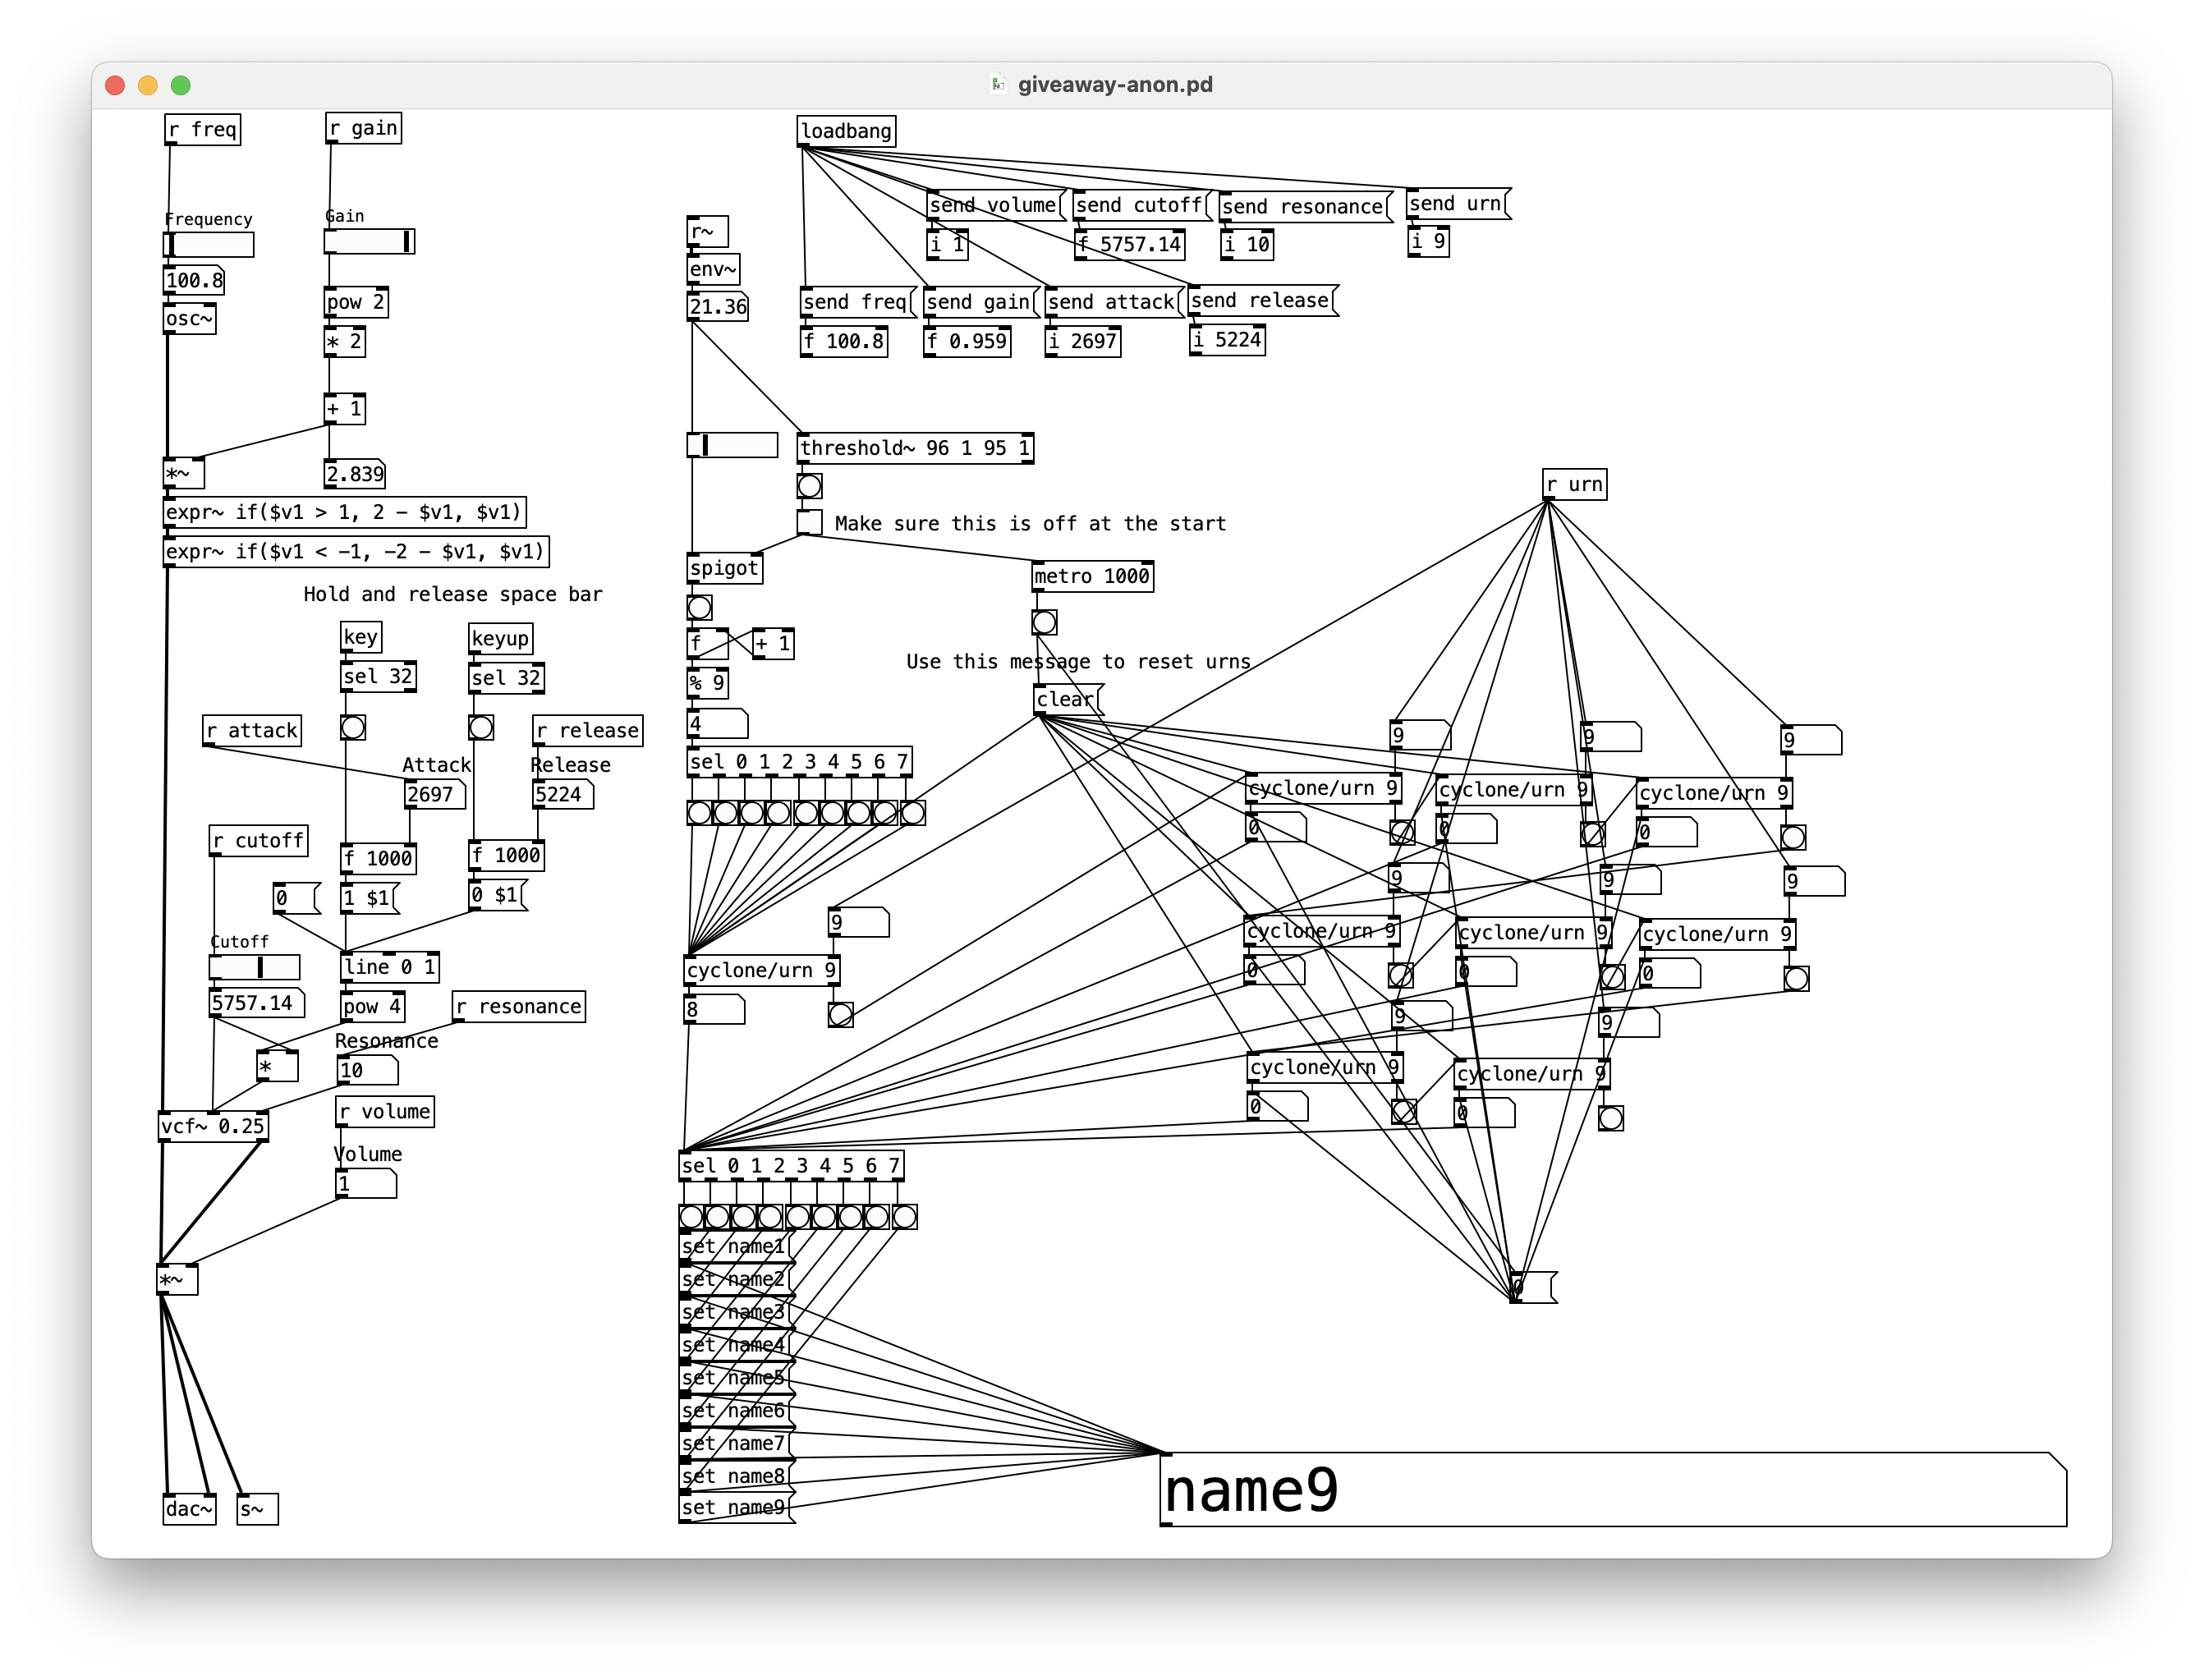 giveaway-anon.pd
r freq
r gain
loadbang
send volume
send cutoff
send resonance
send urn
i 1
f 5757.14
i 10
i 9
Frequency
Gain
r~
100.8
env~
osc~
pow 2
21.36
send freq
send gain
send attack
send release
* 2
f 100.8
f 0.959
i 2697
i 5224
+ 1
*~
2.839
threshold~ 96 1 95 1
r urn
expr~ if($v1 > 1, 2 - $v1, $v1)
Make sure this is off at the start
expr~ if($v1 < -1, -2 - $v1, $v1)
spigot
metro 1000
Hold and release space bar
key
keyup
f
+ 1
sel 32
sel 32
% 9
Use this message to reset urns
clear
r attack
r release
4
9
9
9
Attack
Release
sel 0 1 2 3 4 5 6 7
2697
5224
cyclone/urn 9
cyclone/urn 9
cyclone/urn 9
0
0
0
r cutoff
f 1000
f 1000
9
9
9
0
1 $1
0 $1
9
Cutoff
cyclone/urn 9
cyclone/urn 9
cyclone/urn 9
line 0 1
cyclone/urn 9
0
0
0
5757.14
pow 4
r resonance
8
9
9
Resonance
*
10
cyclone/urn 9
cyclone/urn 9
0
0
r volume
vcf~ 0.25
Volume
1
sel 0 1 2 3 4 5 6 7
set name1
*~
set name2
0
set name3
set name4
set name5
set name6
set name7
set name8
name9
dac~
s~
set name9